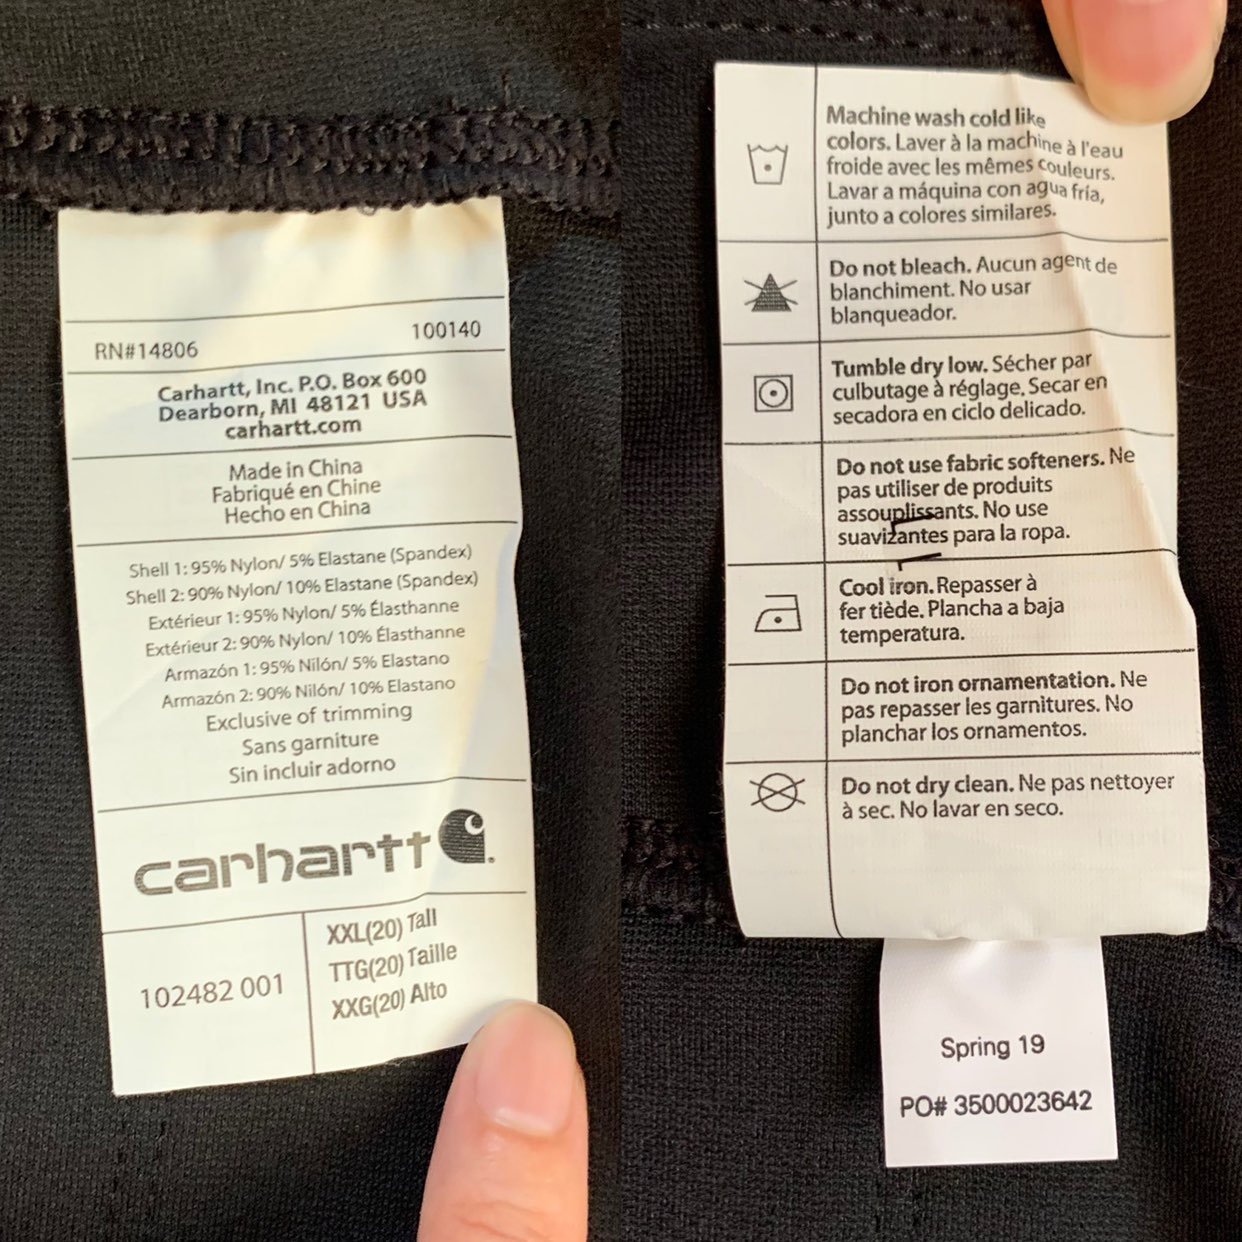 RN#14806 100140
Carhartt, Inc. P.O. Box 600
Dearborn, MI 48121 USA
carhartt.com
Made in China
Fabriqué en Chine
Hecho en China
Shell 1: 95% Nylon/ 5% Elastane (Spandex)
Shell 2: 90% Nylon/ 10% Elastane (Spandex)
Extérieur 1: 95% Nylon/ 5% Élasthanne
Extérieur 2: 90% Nylon/ 10% Élasthanne
Armazón 1: 95% Nilón/ 5% Elastano
Armazón 2: 90% Nilón/ 10% Elastano
Exclusive of trimming
Sans garniture
Sin incluir adorno
carhartt
102482 001
XXL(20) Tall
TTG(20) Taille
XXG(20) Alto
Machine wash cold like
colors. Laver à la machine à l'eau
froide avec les mêmes couleurs.
Lavar a máquina con agua fría,
junto a colores similares.
Do not bleach. Aucun agent de
blanchiment. No usar
blanqueador.
Tumble dry low. Sécher par
culbutage à réglage. Secar en
secadora en ciclo delicado.
Do not use fabric softeners. Ne
pas utiliser de produits
assouplissants. No use
suavizantes para la ropa.
Cool iron. Repasser à
fer tiède. Plancha a baja
temperatura.
Do not iron ornamentation. Ne
pas repasser les garnitures. No
planchar los ornamentos.
Do not dry clean. Ne pas nettoyer
à sec. No lavar en seco.
Spring 19
PO# 3500023642